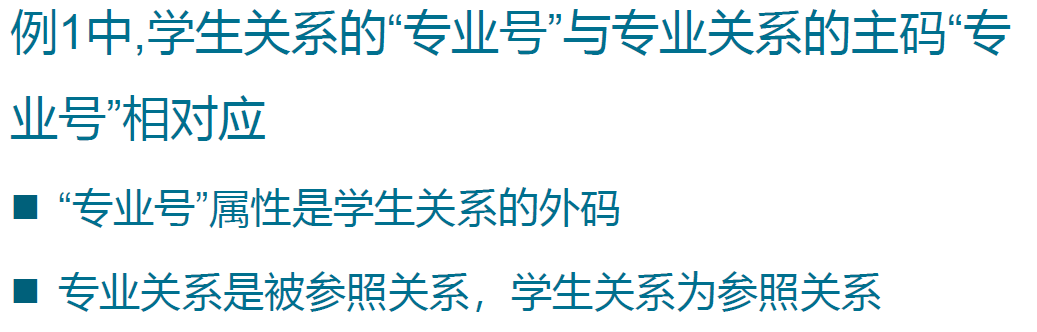 例1中,学生关系的“专业号”与专业关系的主码“专
业号”相对应
■ “专业号”属性是学生关系的外码
■ 专业关系是被参照关系，学生关系为参照关系